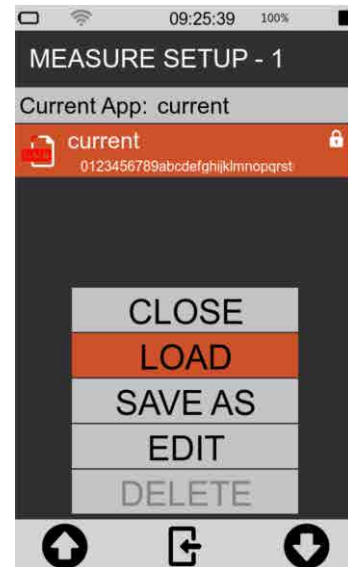 09:25:39 100%
MEASURE SETUP - 1
Current App: current
current
0123456789abcdefghijklmnopqrst
CLOSE
LOAD
SAVE AS
EDIT
DELETE